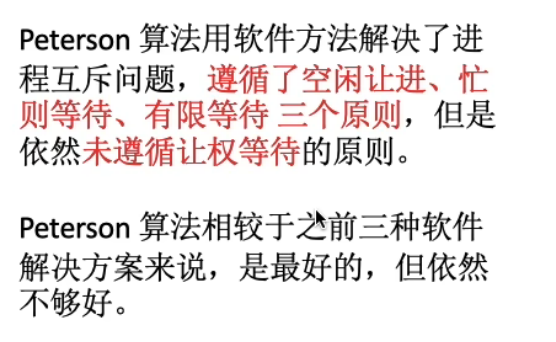 Peterson 算法用软件方法解决了进
程互斥问题，遵循了空闲让进、忙
则等待、有限等待 三个原则，但是
依然未遵循让权等待的原则。
Peterson 算法相较于之前三种软件
解决方案来说，是最好的，但依然
不够好。